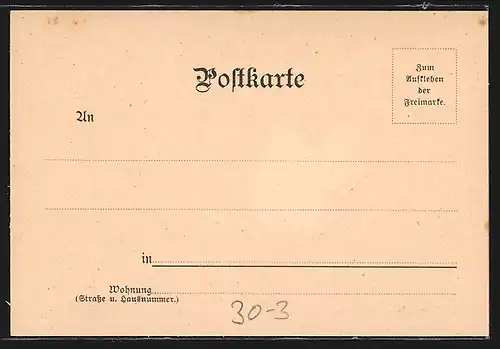 Postkarte
Zum
Aufkleben
der
Freimarke.
An
in
Wohnung
(Straße u. Hausnummer.)
30-3